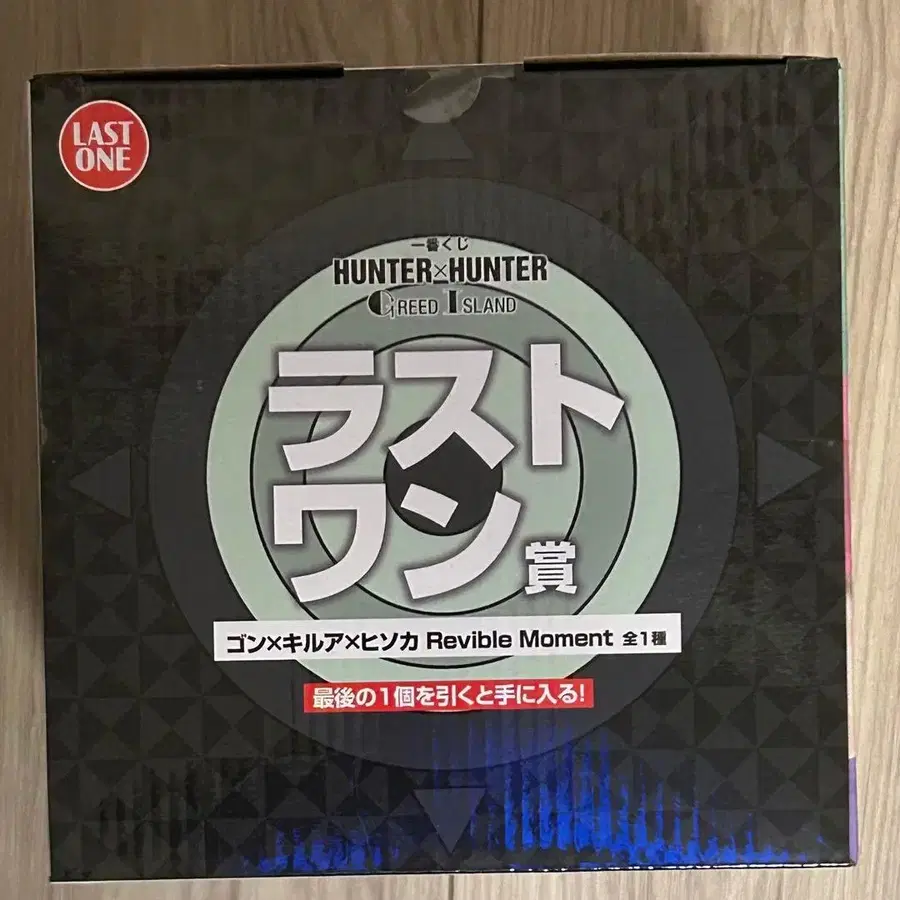 LAST
ONE
一番くじ
HUNTER×HUNTER
GREED ISLAND
ラスト
ワン賞
ゴン×キルア×ヒソカ Revible Moment 全1種
最後の1個を引くと手に入る!